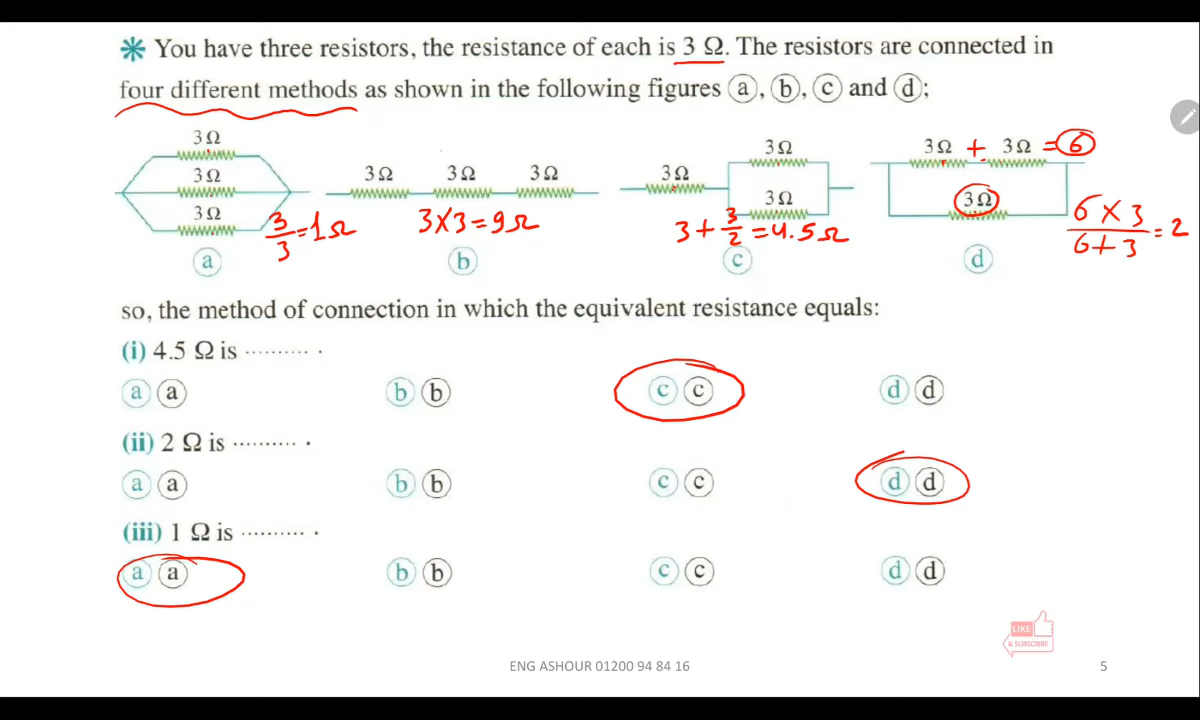 ✻ You have three resistors, the resistance of each is 3 Ω. The resistors are connected in
four different methods as shown in the following figures ⓐ, ⓑ, ⓒ and ⓓ;
3 Ω
3 Ω
3 Ω
3/3 = 1 Ω
a
3 Ω 3 Ω 3 Ω
3 × 3 = 9 Ω
b
3 Ω
3 Ω
3 Ω
3 + 3/2 = 4.5 Ω
c
3 Ω + 3 Ω = 6
3 Ω
6 × 3 / 6 + 3 = 2
d
so, the method of connection in which the equivalent resistance equals:
(i) 4.5 Ω is ·········· .
a a b b c c d d
(ii) 2 Ω is ·········· .
a a b b c c d d
(iii) 1 Ω is ·········· .
a a b b c c d d
LIKE
& SUBSCRIBE
ENG ASHOUR 01200 94 84 16
5